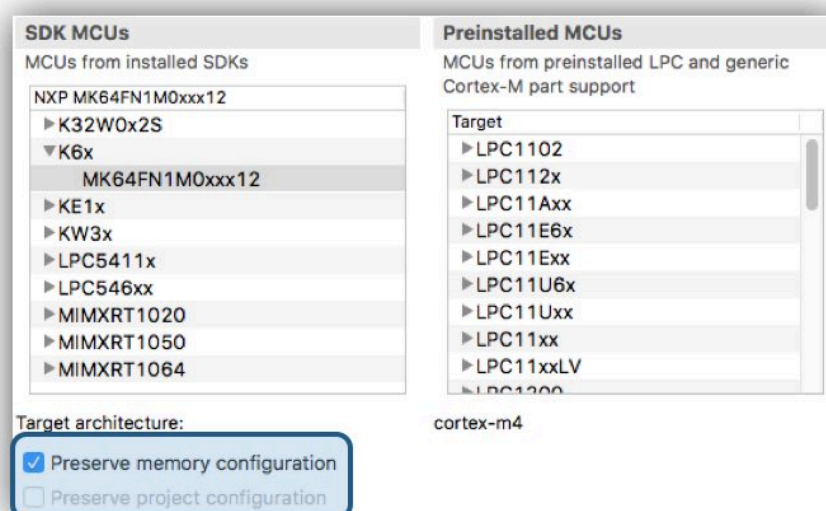 SDK MCUs
MCUs from installed SDKs
NXP MK64FN1M0xxx12
K32W0x2S
K6x
MK64FN1M0xxx12
KE1x
KW3x
LPC5411x
LPC546xx
MIMXRT1020
MIMXRT1050
MIMXRT1064
Preinstalled MCUs
MCUs from preinstalled LPC and generic
Cortex-M part support
Target
LPC1102
LPC112x
LPC11Axx
LPC11E6x
LPC11Exx
LPC11U6x
LPC11Uxx
LPC11xx
LPC11xxLV
LPC1200
Target architecture:
cortex-m4
Preserve memory configuration
Preserve project configuration